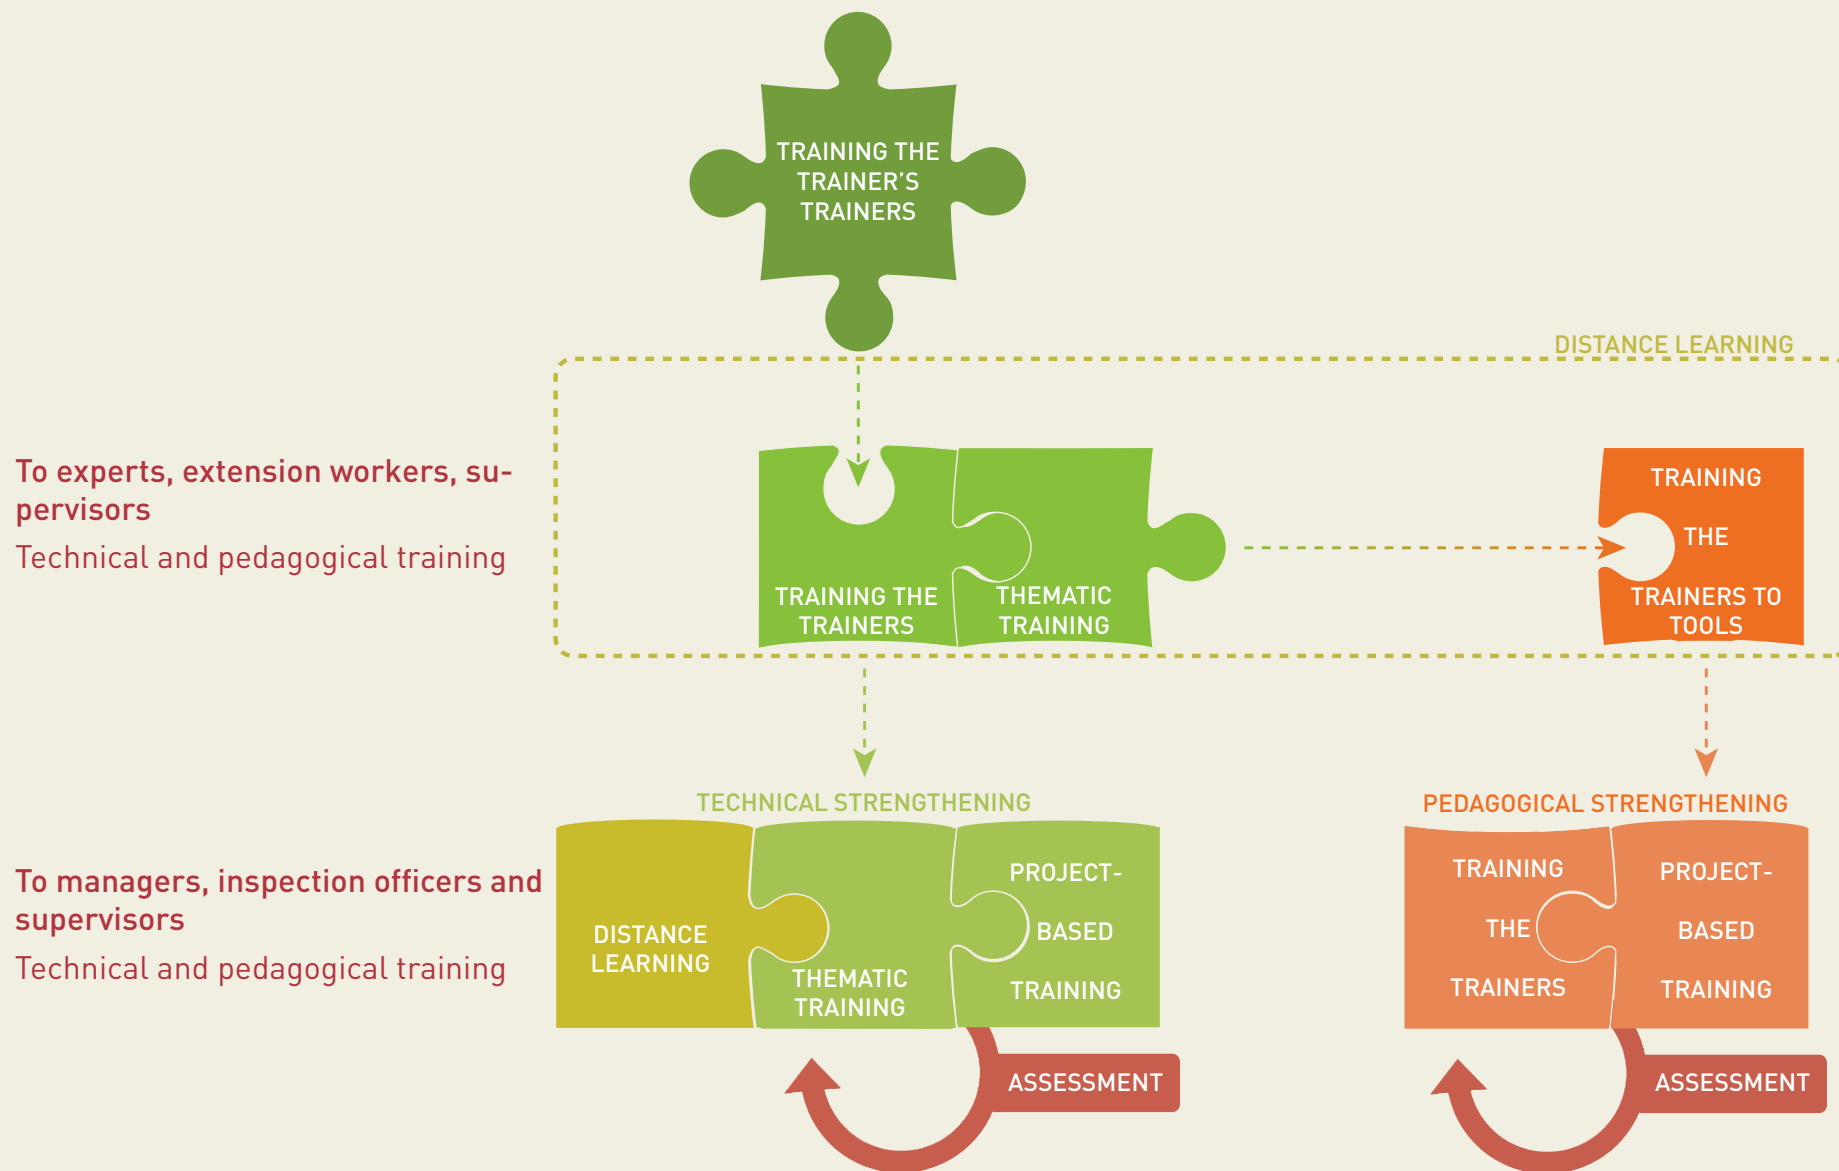 TRAINING THE
TRAINER'S
TRAINERS
DISTANCE LEARNING
To experts, extension workers, su-
pervisors
Technical and pedagogical training
TRAINING THE
TRAINERS
THEMATIC
TRAINING
TRAINING
THE
TRAINERS TO
TOOLS
TECHNICAL STRENGTHENING
PEDAGOGICAL STRENGTHENING
To managers, inspection officers and
supervisors
Technical and pedagogical training
DISTANCE
LEARNING
THEMATIC
TRAINING
PROJECT-
BASED
TRAINING
TRAINING
THE
TRAINERS
PROJECT-
BASED
TRAINING
ASSESSMENT
ASSESSMENT